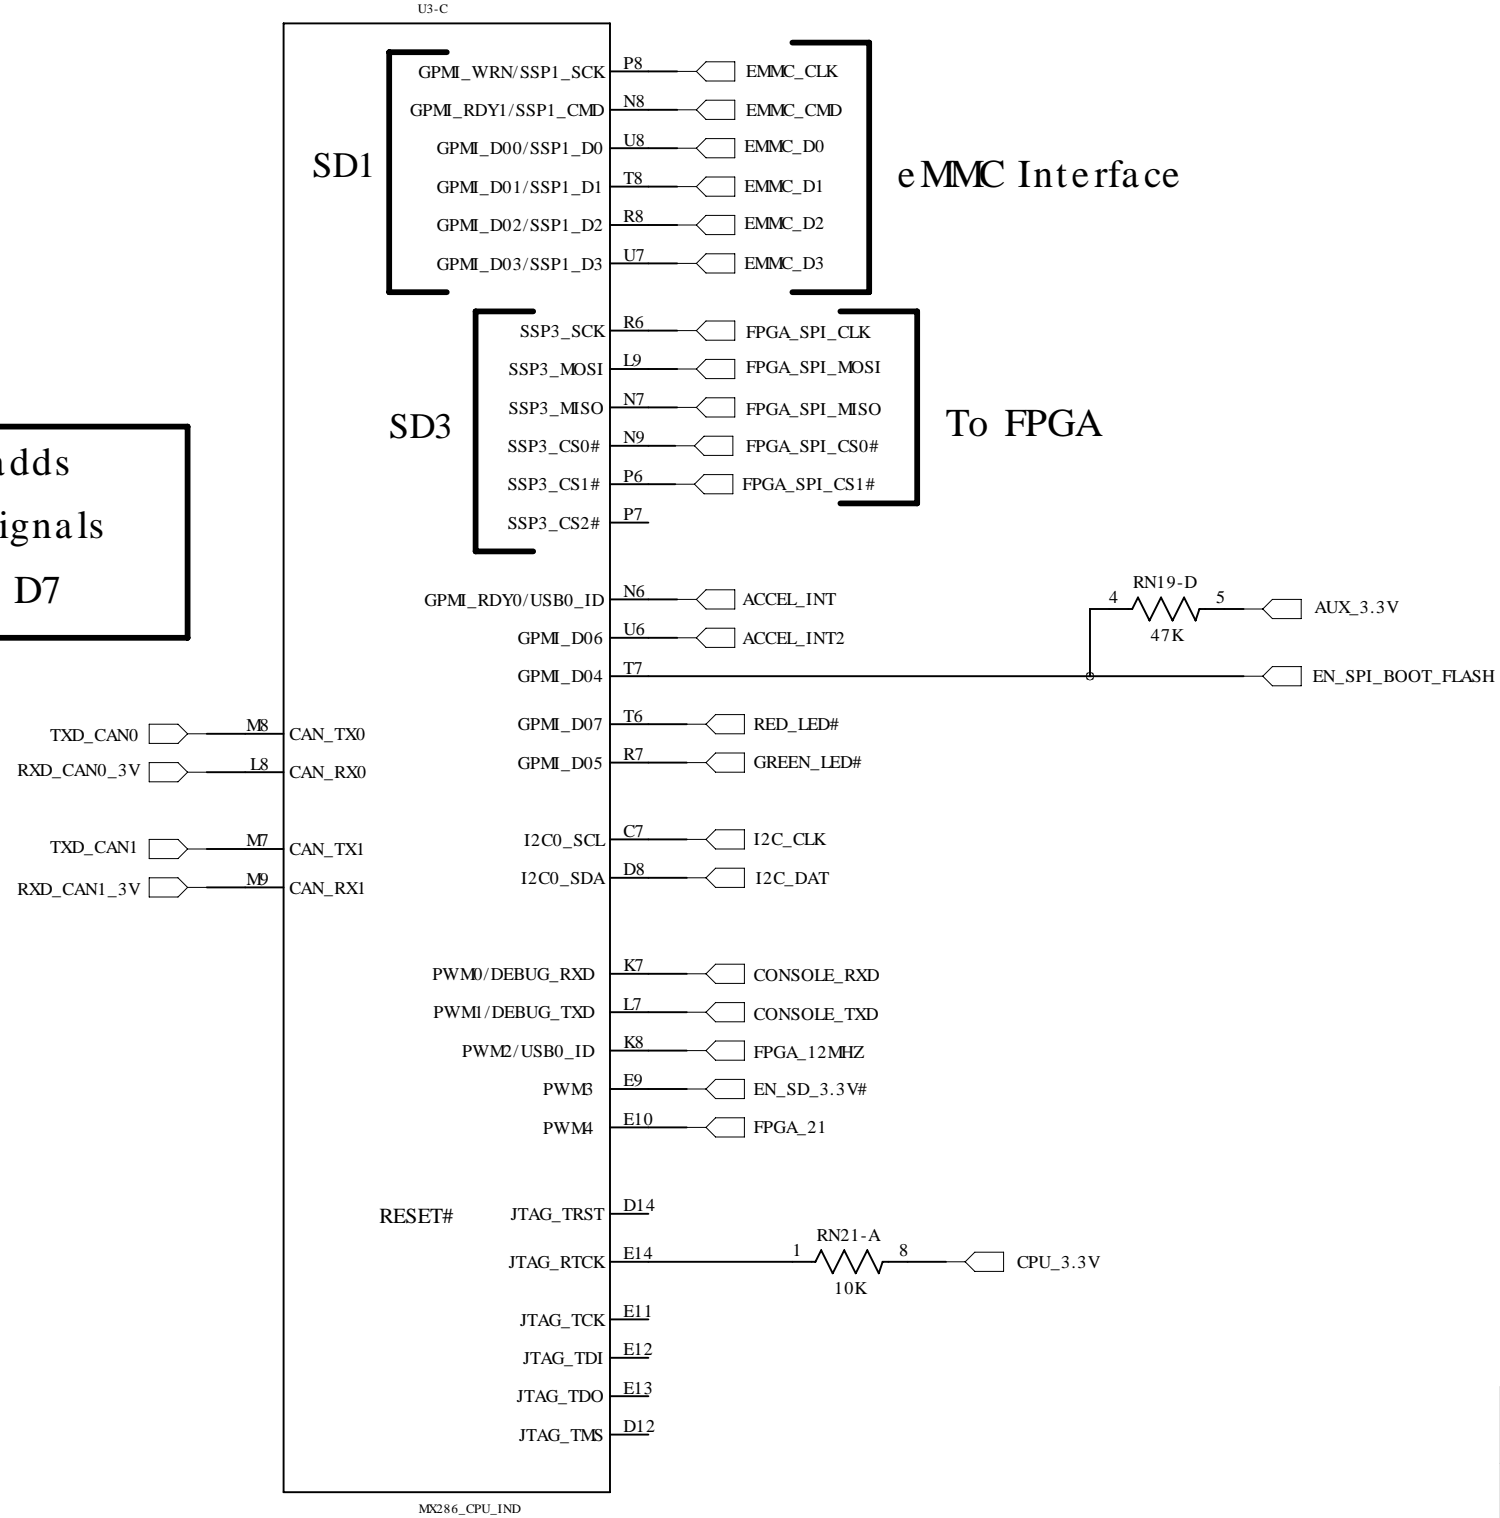 U3-C
GPMI_WRN/SSP1_SCK P8 EMMC_CLK
GPMI_RDY1/SSP1_CMD N8 EMMC_CMD
GPMI_D00/SSP1_D0 U8 EMMC_D0
SD1
eMMC Interface
GPMI_D01/SSP1_D1 T8 EMMC_D1
GPMI_D02/SSP1_D2 R8 EMMC_D2
GPMI_D03/SSP1_D3 U7 EMMC_D3
SSP3_SCK R6 FPGA_SPI_CLK
SSP3_MOSI L9 FPGA_SPI_MOSI
SSP3_MISO N7 FPGA_SPI_MISO
SD3
To FPGA
SSP3_CS0# N9 FPGA_SPI_CS0#
SSP3_CS1# P6 FPGA_SPI_CS1#
SSP3_CS2# P7
adds
ignals
D7
GPMI_RDY0/USB0_ID N6 ACCEL_INT
RN19-D
4 5 AUX_3.3V
47K
GPMI_D06 U6 ACCEL_INT2
GPMI_D04 T7 EN_SPI_BOOT_FLASH
GPMI_D07 T6 RED_LED#
TXD_CAN0 M8 CAN_TX0
GPMI_D05 R7 GREEN_LED#
RXD_CAN0_3V L8 CAN_RX0
I2C0_SCL C7 I2C_CLK
TXD_CAN1 M7 CAN_TX1
I2C0_SDA D8 I2C_DAT
RXD_CAN1_3V M9 CAN_RX1
PWM0/DEBUG_RXD K7 CONSOLE_RXD
PWM1/DEBUG_TXD L7 CONSOLE_TXD
PWM2/USB0_ID K8 FPGA_12MHZ
PWM3 E9 EN_SD_3.3V#
PWM4 E10 FPGA_21
RESET# JTAG_TRST D14
RN21-A
JTAG_RTCK E14 1 8 CPU_3.3V
10K
JTAG_TCK E11
JTAG_TDI E12
JTAG_TDO E13
JTAG_TMS D12
MX286_CPU_IND